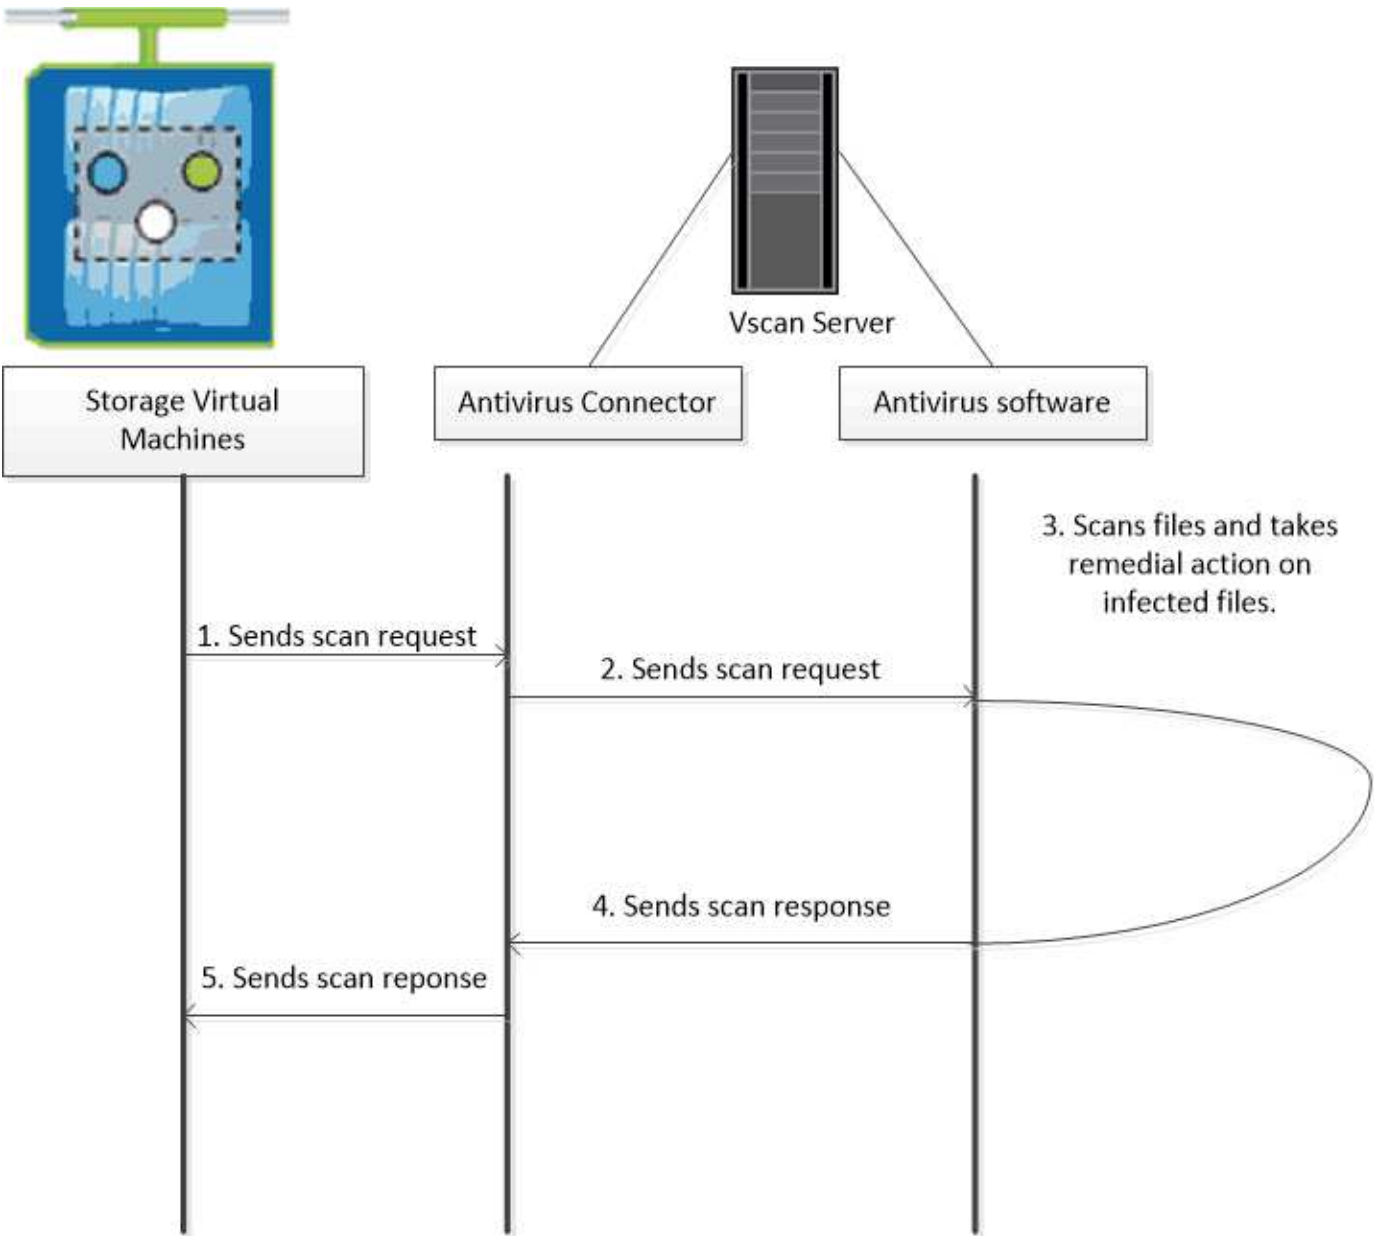 Vscan Server
Storage Virtual
Machines
Antivirus Connector
Antivirus software
3. Scans files and takes
remedial action on
infected files.
1. Sends scan request
2. Sends scan request
4. Sends scan response
5. Sends scan reponse